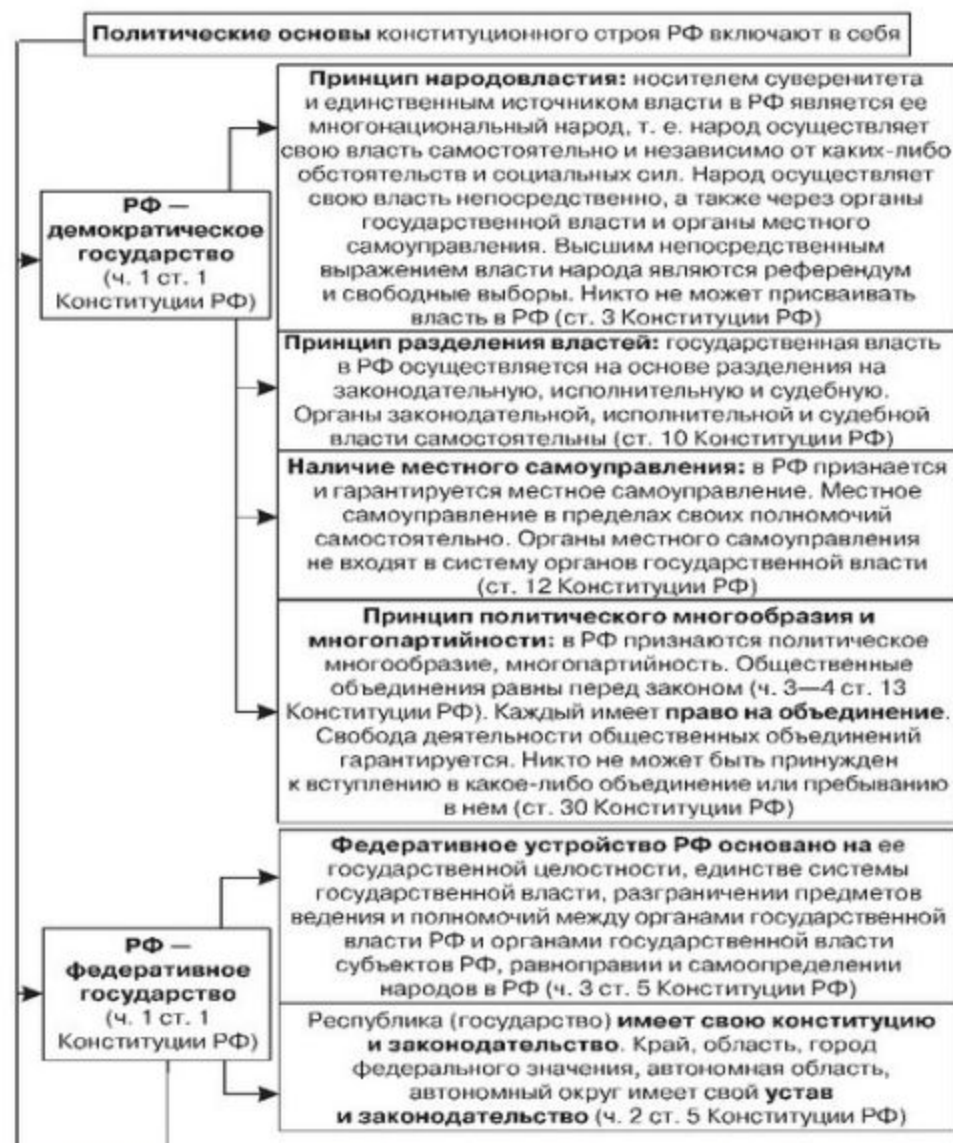 Политические основы конституционного строя РФ включают в себя
РФ —
демократическое
государство
(ч. 1 ст. 1
Конституции РФ)
Принцип народовластия: носителем суверенитета
и единственным источником власти в РФ является ее
многонациональный народ, т. е. народ осуществляет
свою власть самостоятельно и независимо от каких-либо
обстоятельств и социальных сил. Народ осуществляет
свою власть непосредственно, а также через органы
государственной власти и органы местного
самоуправления. Высшим непосредственным
выражением власти народа являются референдум
и свободные выборы. Никто не может присваивать
власть в РФ (ст. 3 Конституции РФ)
Принцип разделения властей: государственная власть
в РФ осуществляется на основе разделения на
законодательную, исполнительную и судебную.
Органы законодательной, исполнительной и судебной
власти самостоятельны (ст. 10 Конституции РФ)
Наличие местного самоуправления: в РФ признается
и гарантируется местное самоуправление. Местное
самоуправление в пределах своих полномочий
самостоятельно. Органы местного самоуправления
не входят в систему органов государственной власти
(ст. 12 Конституции РФ)
Принцип политического многообразия и
многопартийности: в РФ признаются политическое
многообразие, многопартийность. Общественные
объединения равны перед законом (ч. 3—4 ст. 13
Конституции РФ). Каждый имеет право на объединение.
Свобода деятельности общественных объединений
гарантируется. Никто не может быть принужден
к вступлению в какое-либо объединение или пребыванию
в нем (ст. 30 Конституции РФ)
РФ —
федеративное
государство
(ч. 1 ст. 1
Конституции РФ)
Федеративное устройство РФ основано на ее
государственной целостности, единстве системы
государственной власти, разграничении предметов
ведения и полномочий между органами государственной
власти РФ и органами государственной власти
субъектов РФ, равноправии и самоопределении
народов в РФ (ч. 3 ст. 5 Конституции РФ)
Республика (государство) имеет свою конституцию
и законодательство. Край, область, город
федерального значения, автономная область,
автономный округ имеет свой устав
и законодательство (ч. 2 ст. 5 Конституции РФ)